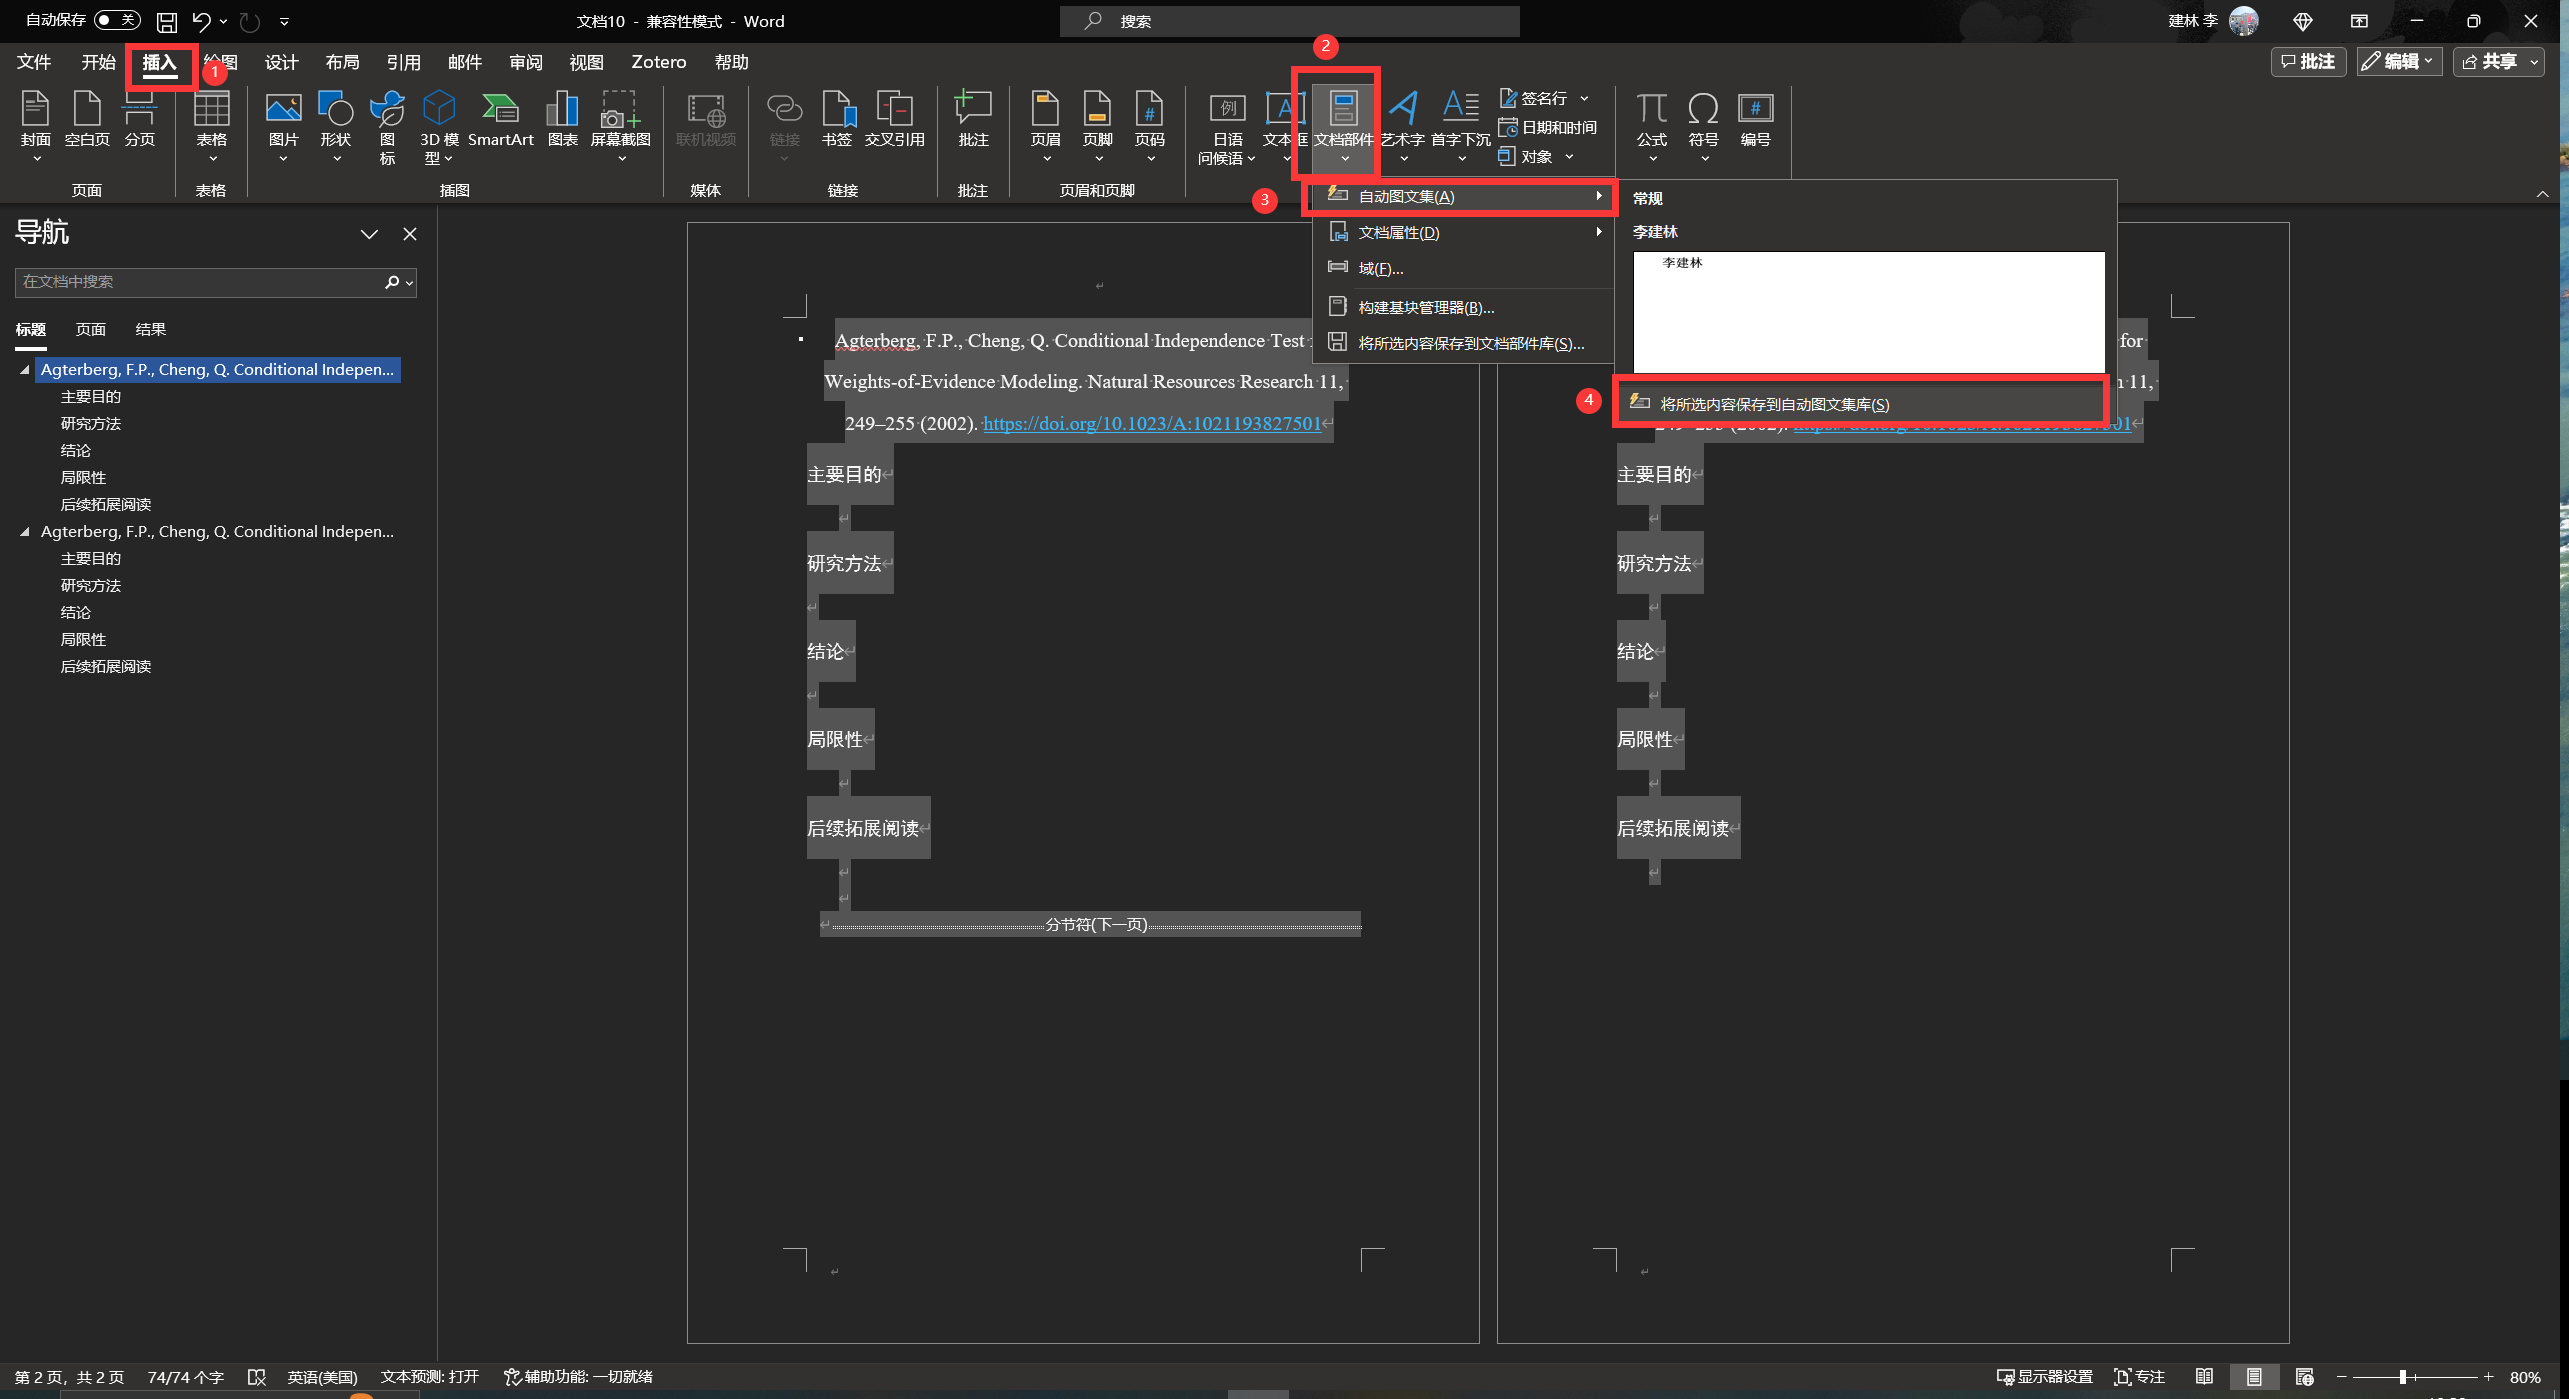 自动保存 关 文档10 - 兼容性模式 - Word 搜索 建林 李
文件 开始 插入 绘图 设计 布局 引用 邮件 审阅 视图 Zotero 帮助 批注 编辑 共享
1
2
封面 空白页 分页 表格 图片 形状 图标 3D 模型 SmartArt 图表 屏幕截图 联机视频 链接 书签 交叉引用 批注 页眉 页脚 页码 日语问候语 文本框 文档部件 艺术字 首字下沉 签名行 公式 符号 编号
日期和时间
对象
页面 表格 插图 媒体 链接 批注 页眉和页脚
3
自动图文集(A)
文档属性(D)
域(F)...
构建基块管理器(B)...
将所选内容保存到文档部件库(S)...
常规
李建林
李建林
4
将所选内容保存到自动图文集库(S)
导航
在文档中搜索
标题 页面 结果
Agterberg, F.P., Cheng, Q. Conditional Indepen...
主要目的
研究方法
结论
局限性
后续拓展阅读
Agterberg, F.P., Cheng, Q. Conditional Indepen...
主要目的
研究方法
结论
局限性
后续拓展阅读
Agterberg, F.P., Cheng, Q. Conditional Independence Test
Weights-of-Evidence Modeling. Natural Resources Research 11,
249–255 (2002). https://doi.org/10.1023/A:1021193827501
主要目的
研究方法
结论
局限性
后续拓展阅读
分节符(下一页)
for
11,
主要目的
研究方法
结论
局限性
后续拓展阅读
第 2 页，共 2 页 74/74 个字 英语(美国) 文本预测: 打开 辅助功能: 一切就绪 显示器设置 专注 80%